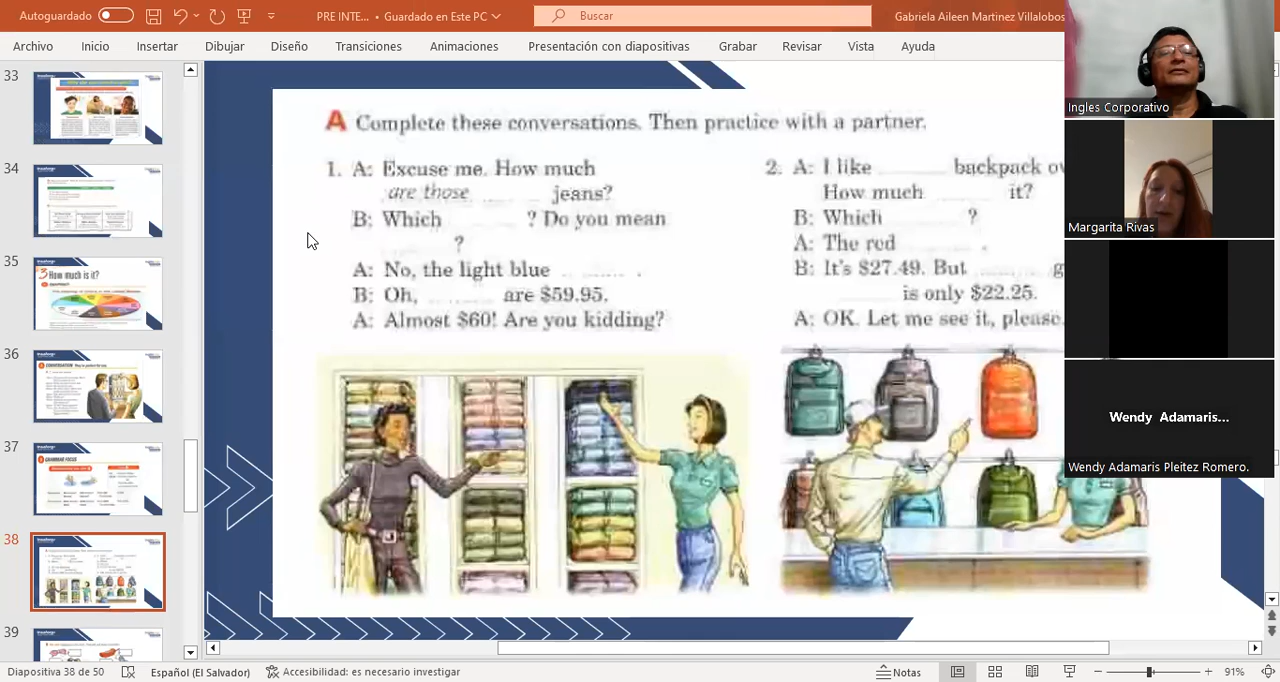 Autoguardado
PRE INTE... • Guardado en Este PC
Buscar
Gabriela Aileen Martinez Villalobos
Archivo Inicio Insertar Dibujar Diseño Transiciones Animaciones Presentación con diapositivas Grabar Revisar Vista Ayuda
33
34
35
3 How much is it?
36
37
38
39
A Complete these conversations. Then practice with a partner.
1. A: Excuse me. How much
are those jeans?
B: Which ? Do you mean
?
A: No, the light blue .
B: Oh, are $59.95.
A: Almost $60! Are you kidding?
2. A: I like backpack ov
How much it?
B: Which ?
A: The red .
B: It's $27.49. But g
is only $22.25.
A: OK. Let me see it, please.
Ingles Corporativo
Margarita Rivas
Wendy Adamaris...
Wendy Adamaris Pleitez Romero.
Diapositiva 38 de 50 Español (El Salvador) Accesibilidad: es necesario investigar Notas 91%